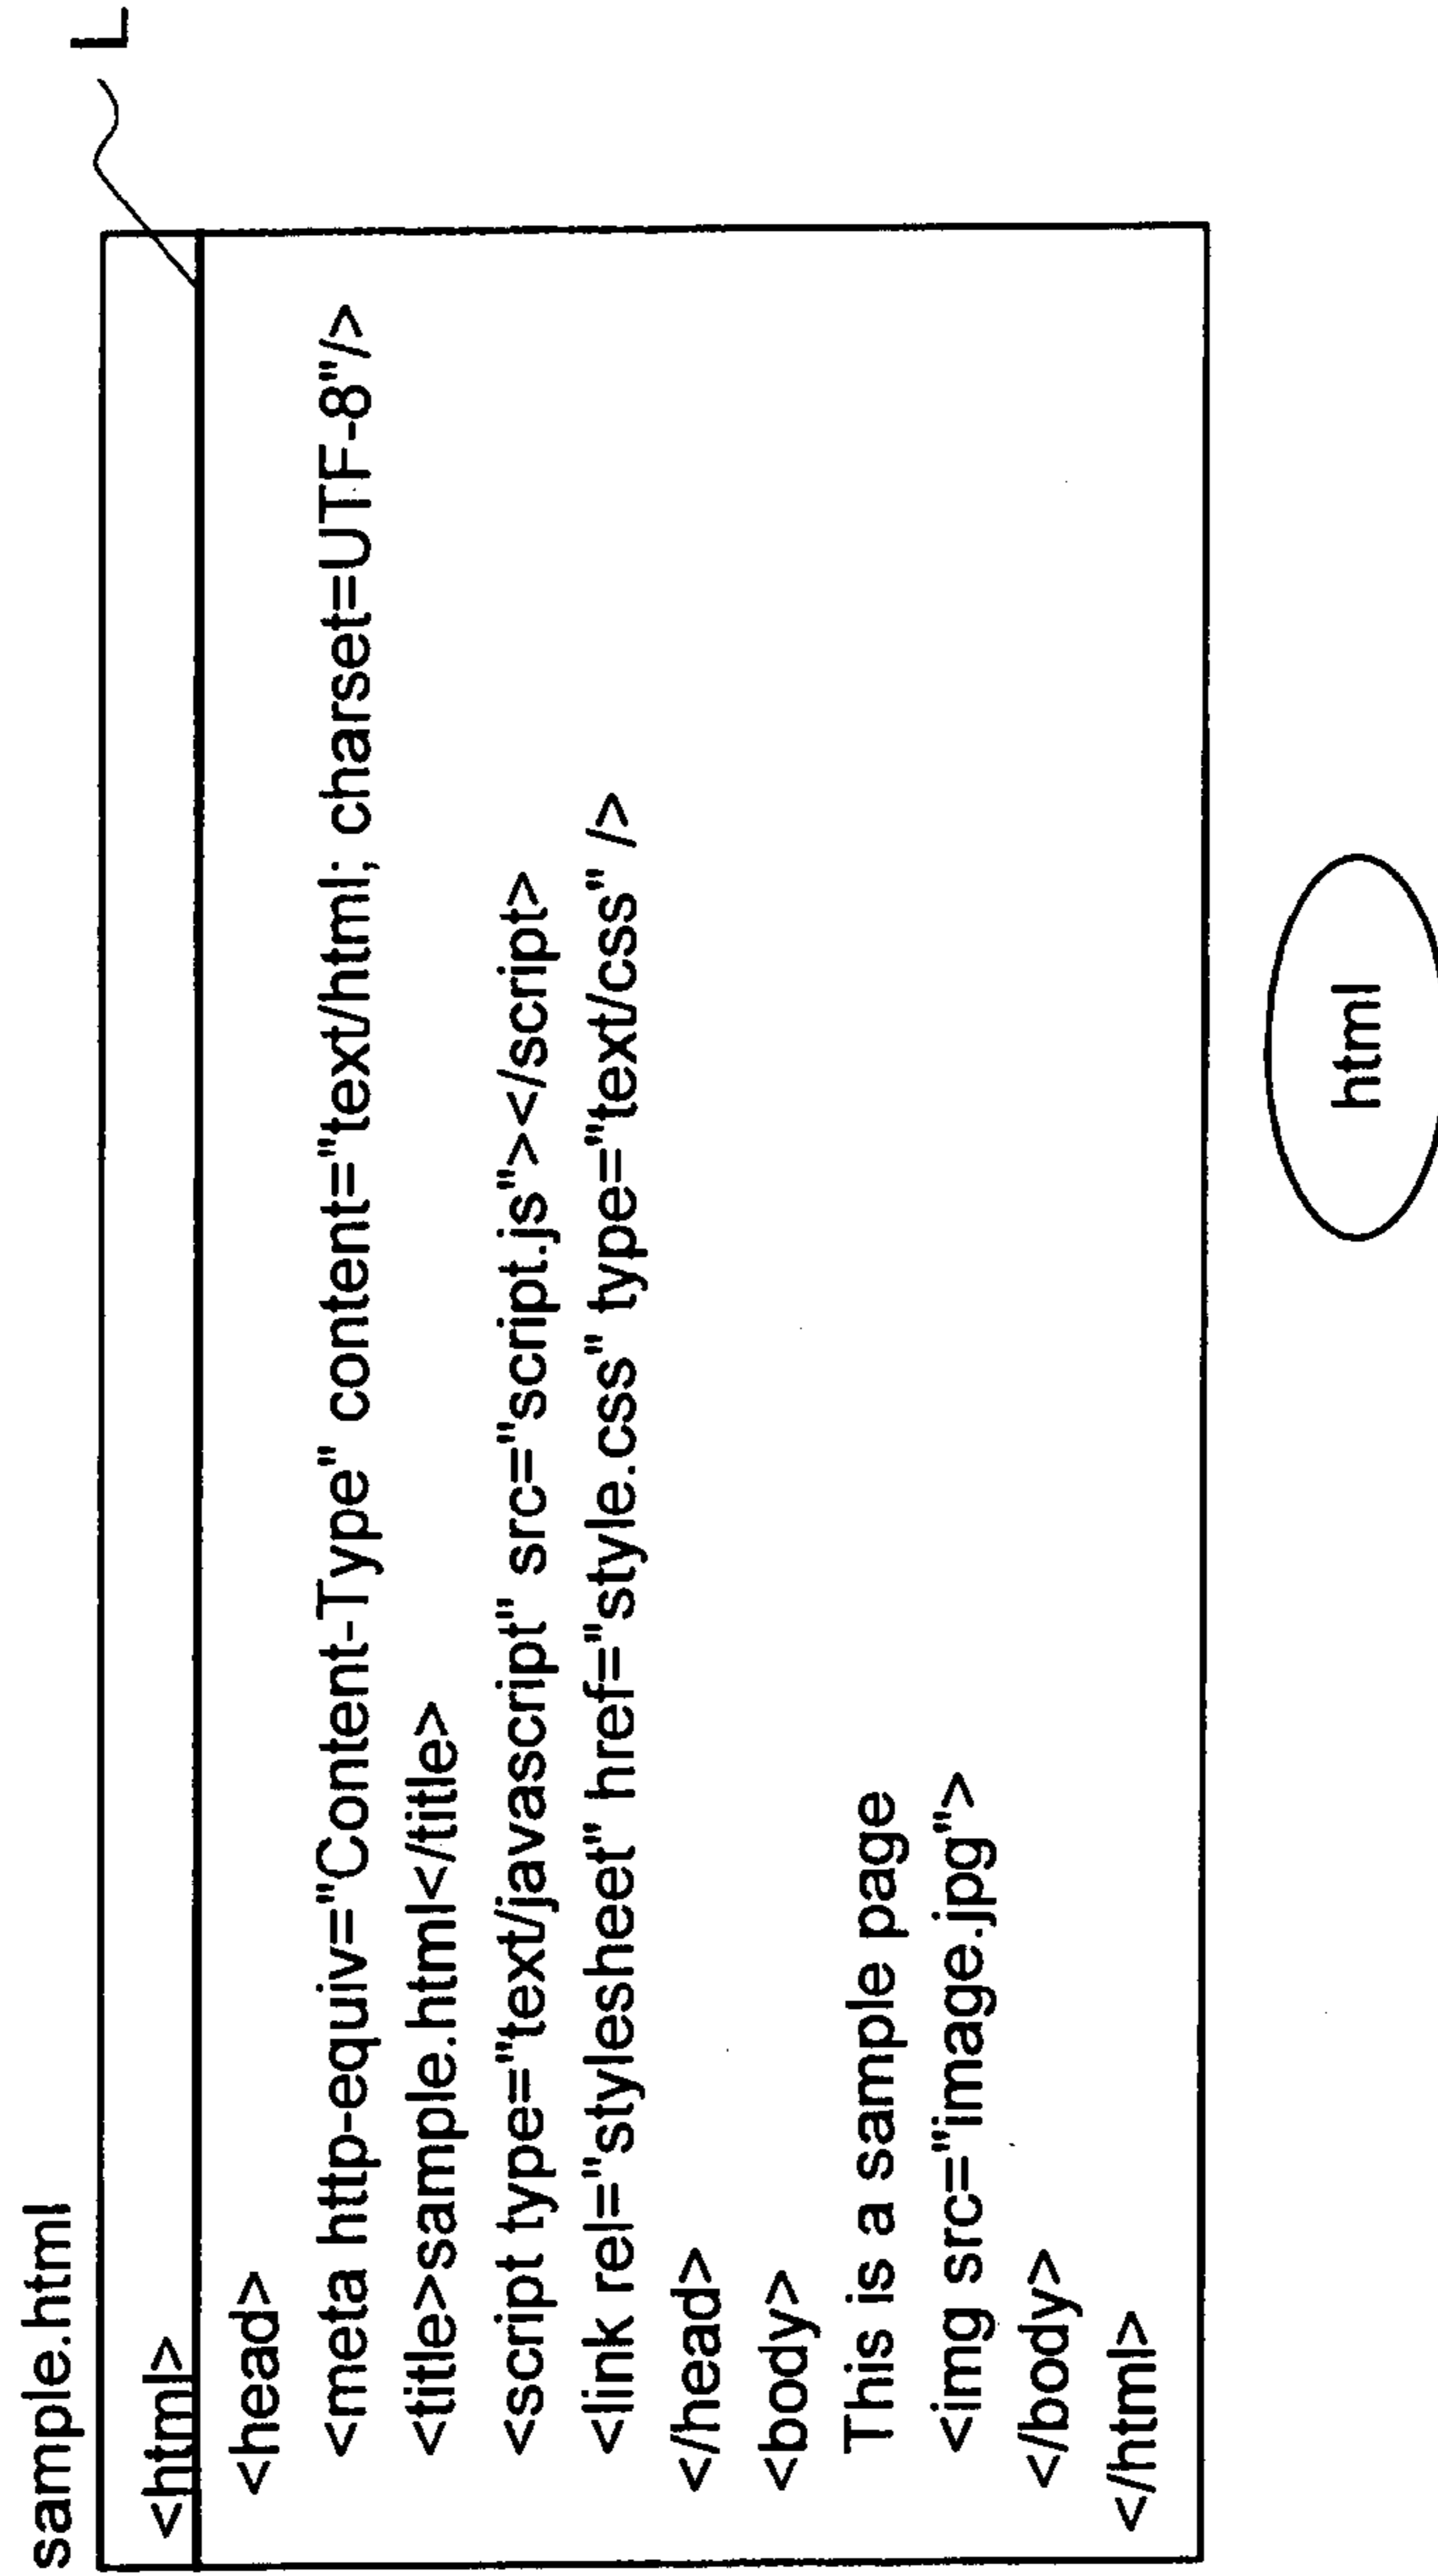 sample.html
L
<html>
<head>
<meta http-equiv="Content-Type" content="text/html; charset=UTF-8"/>
<title>sample.html</title>
<script type="text/javascript" src="script.js"></script>
<link rel="stylesheet" href="style.css" type="text/css" />
</head>
<body>
This is a sample page
<img src="image.jpg">
</body>
</html>
html